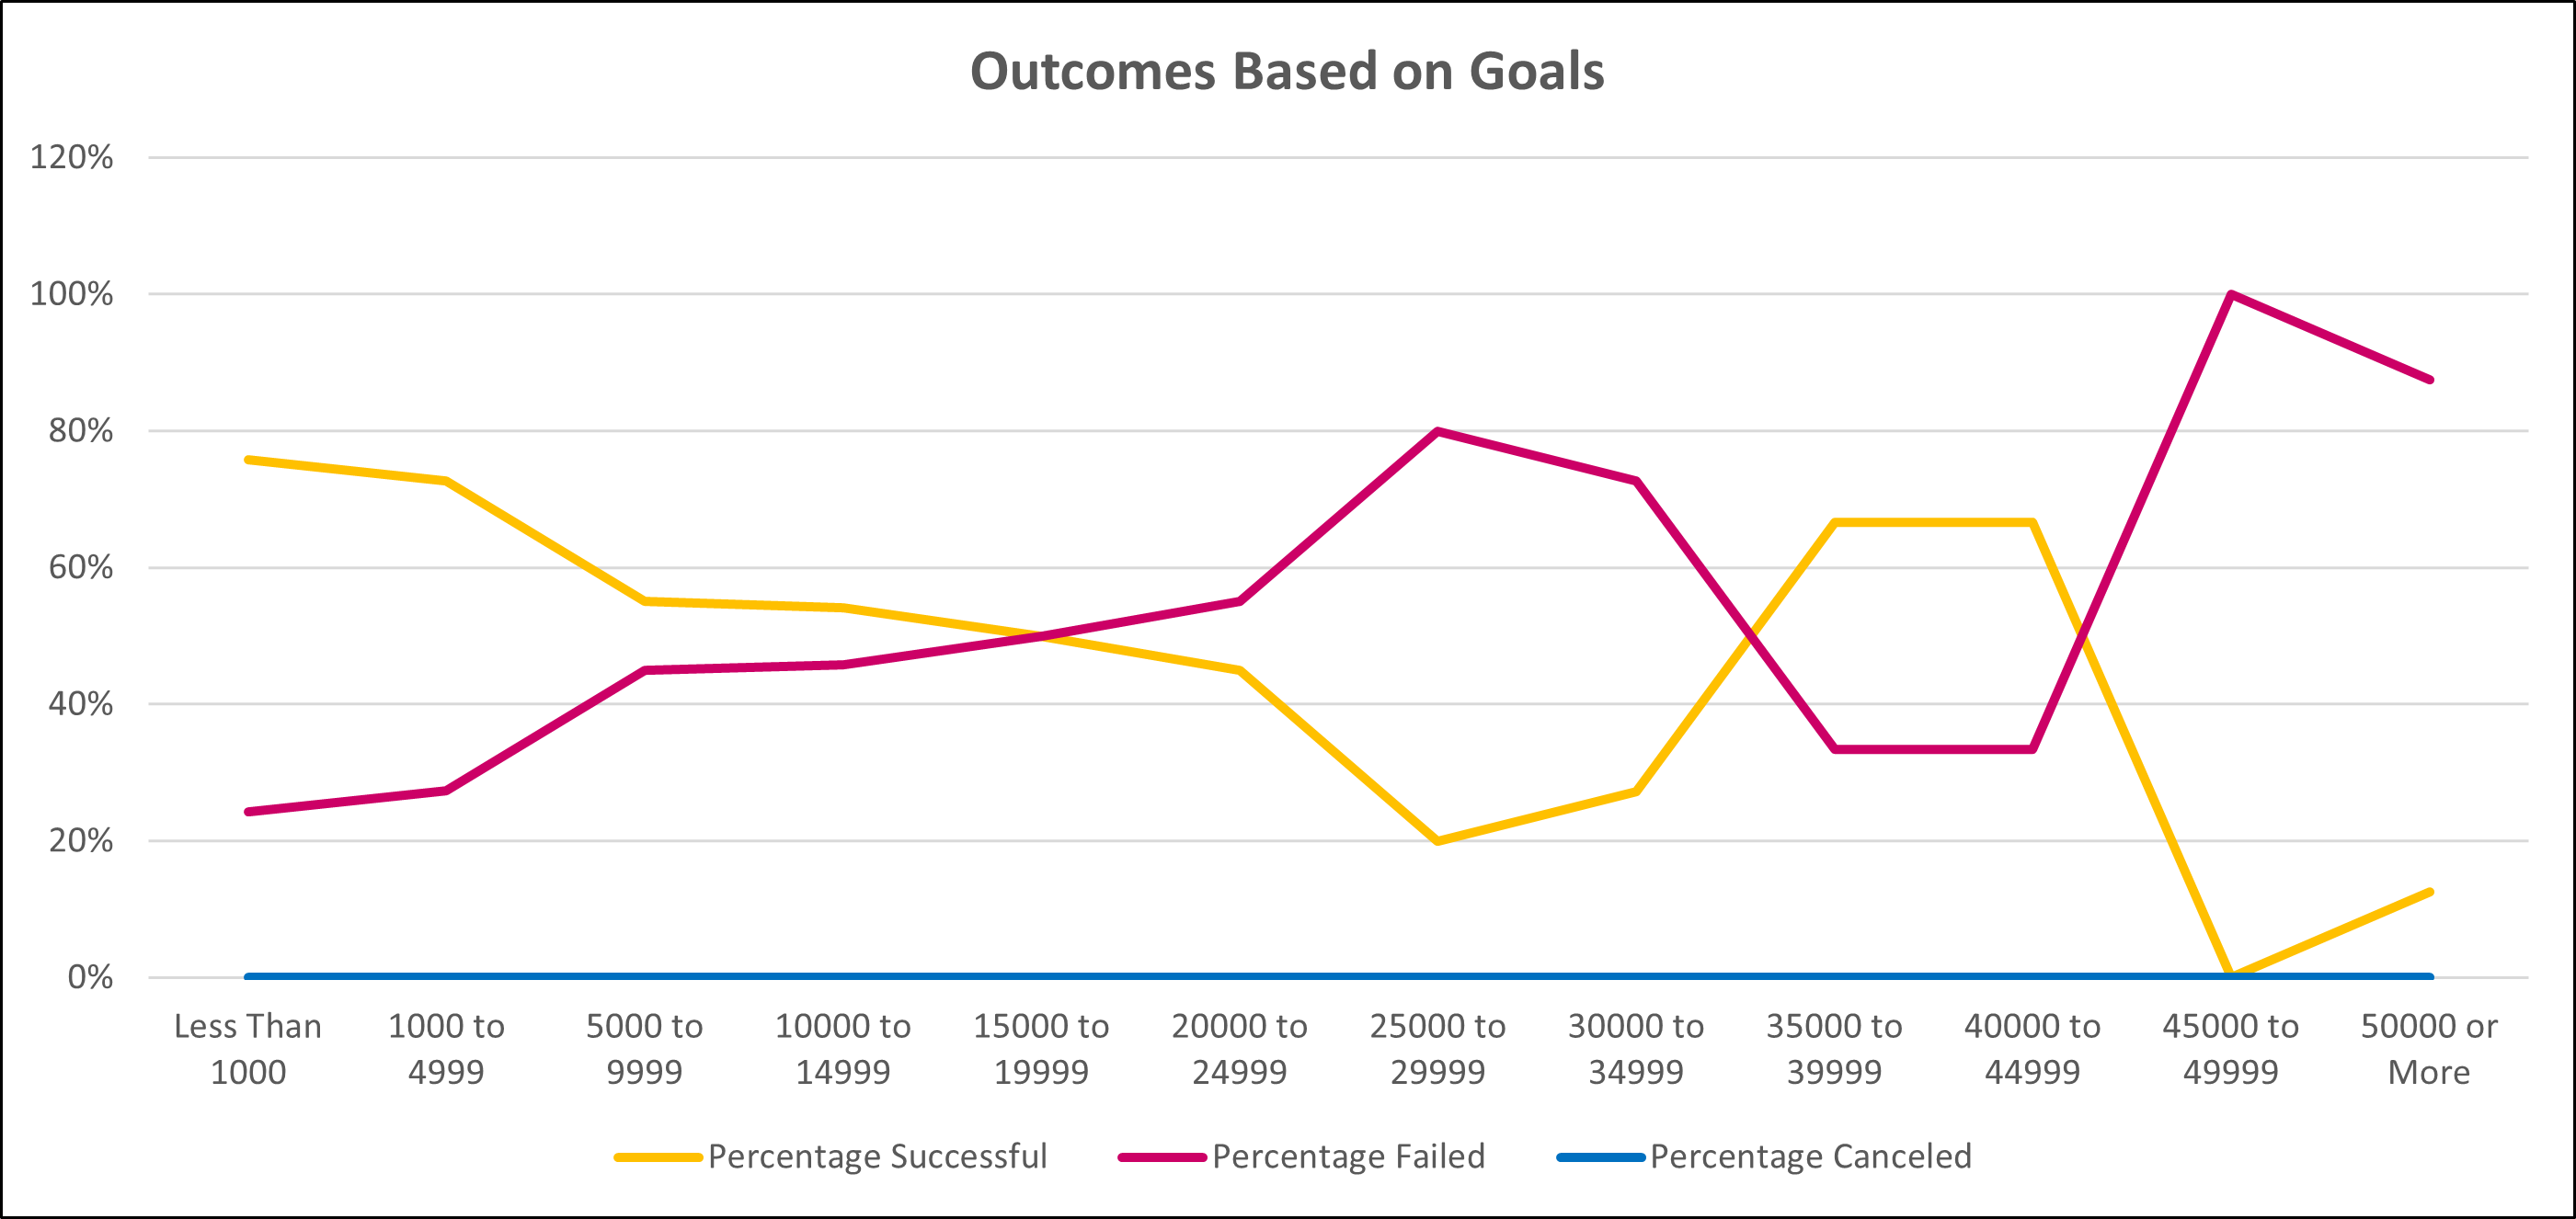 Outcomes Based on Goals
120%
100%
80%
60%
40%
20%
0%
Less Than
1000
1000 to
4999
5000 to
9999
10000 to
14999
15000 to
19999
20000 to
24999
25000 to
29999
30000 to
34999
35000 to
39999
40000 to
44999
45000 to
49999
50000 or
More
Percentage Successful
Percentage Failed
Percentage Canceled